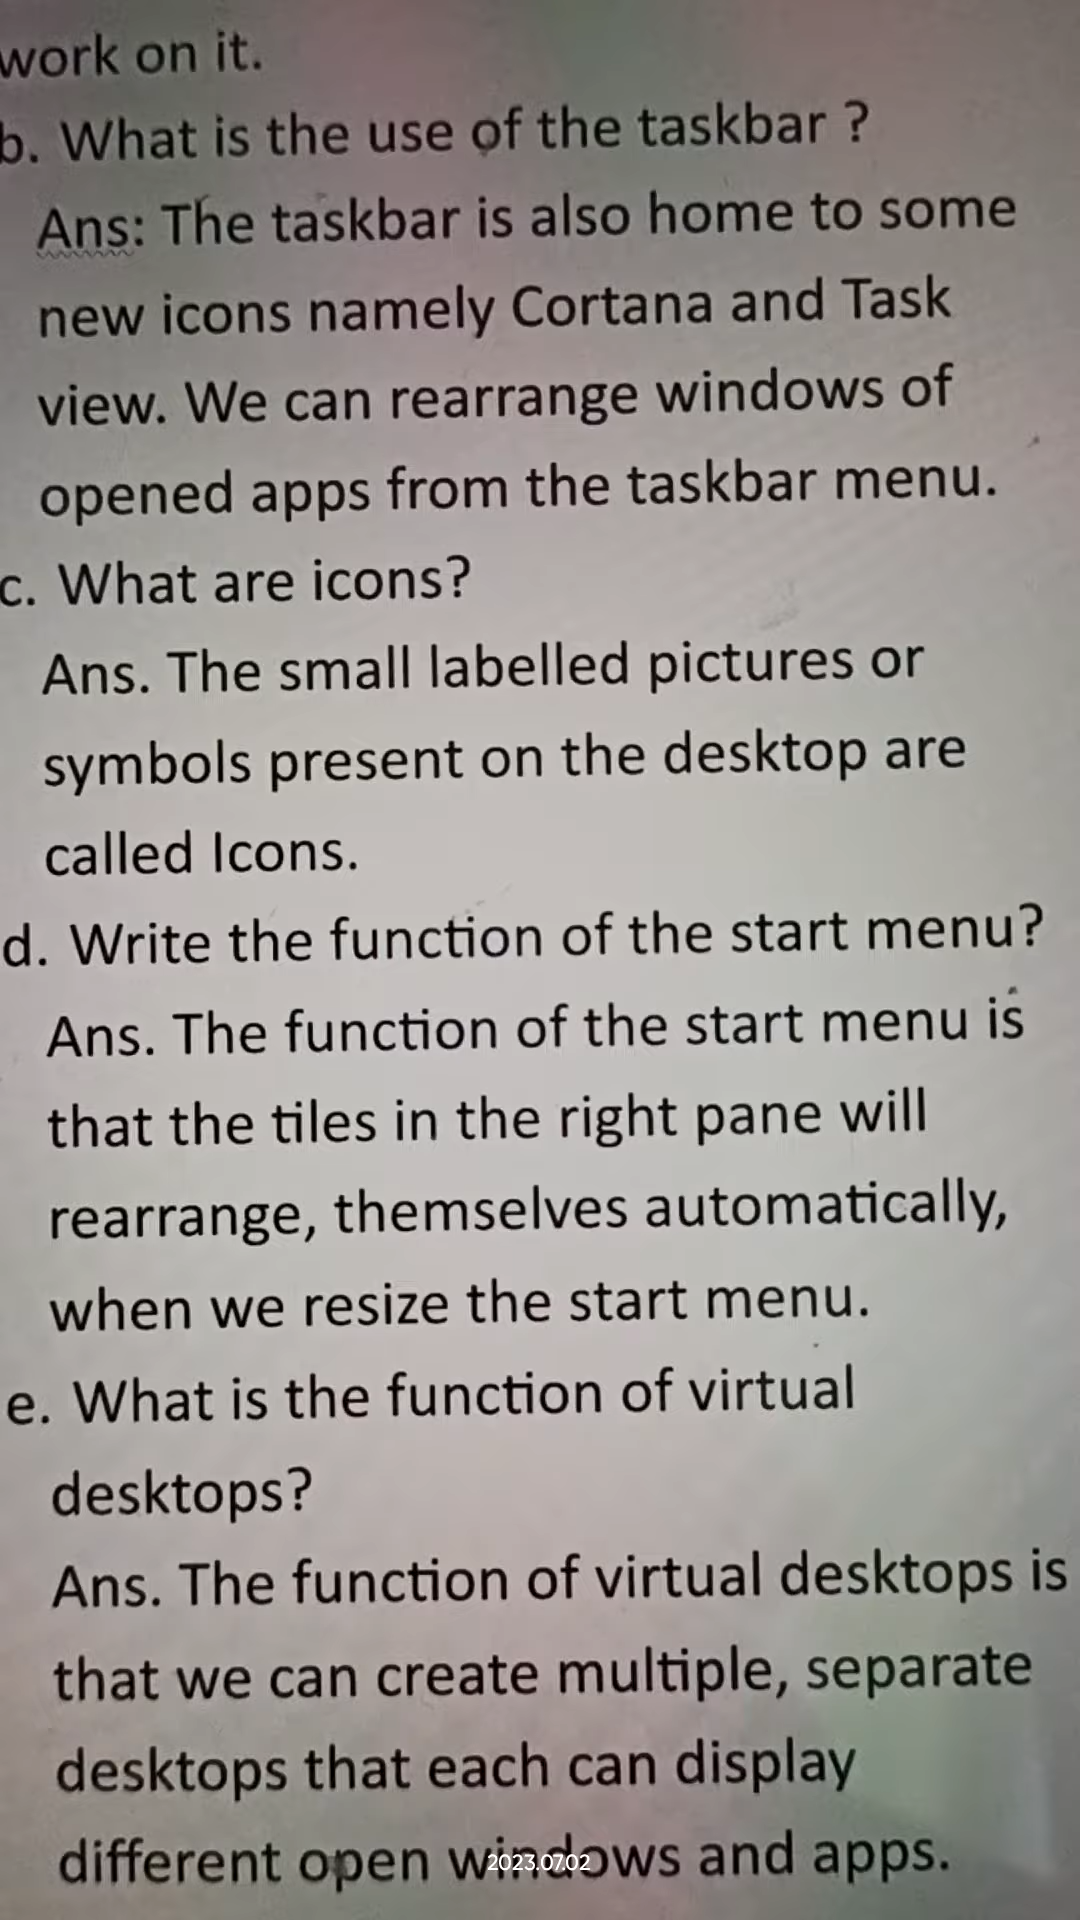 work on it.
b. What is the use of the taskbar ?
Ans: The taskbar is also home to some
new icons namely Cortana and Task
view. We can rearrange windows of
opened apps from the taskbar menu.
c. What are icons?
Ans. The small labelled pictures or
symbols present on the desktop are
called Icons.
d. Write the function of the start menu?
Ans. The function of the start menu is
that the tiles in the right pane will
rearrange, themselves automatically,
when we resize the start menu.
e. What is the function of virtual
desktops?
Ans. The function of virtual desktops is
that we can create multiple, separate
desktops that each can display
different open windows and apps.
2023.07.02